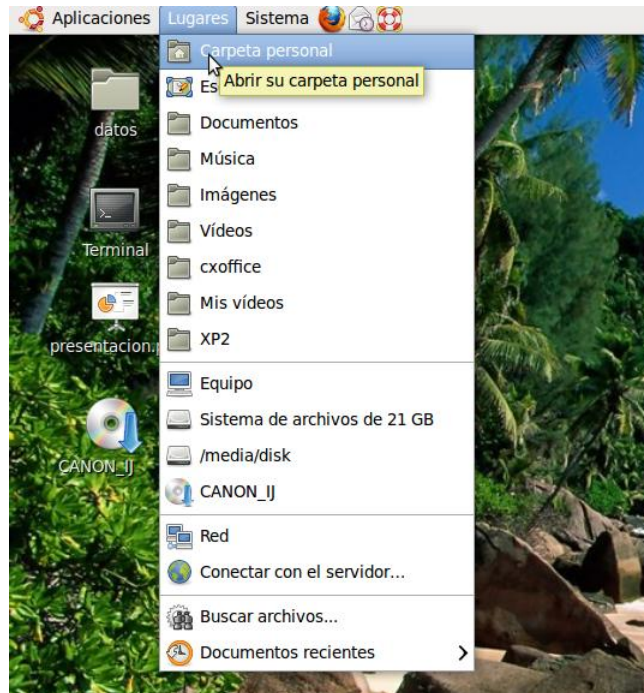 Aplicaciones Lugares Sistema
Carpeta personal
Abrir su carpeta personal
Es
Documentos
Música
Imágenes
Vídeos
cxoffice
Mis vídeos
XP2
Equipo
Sistema de archivos de 21 GB
/media/disk
CANON_IJ
Red
Conectar con el servidor...
Buscar archivos...
Documentos recientes
datos
Terminal
presentacion.p
CANON_IJ